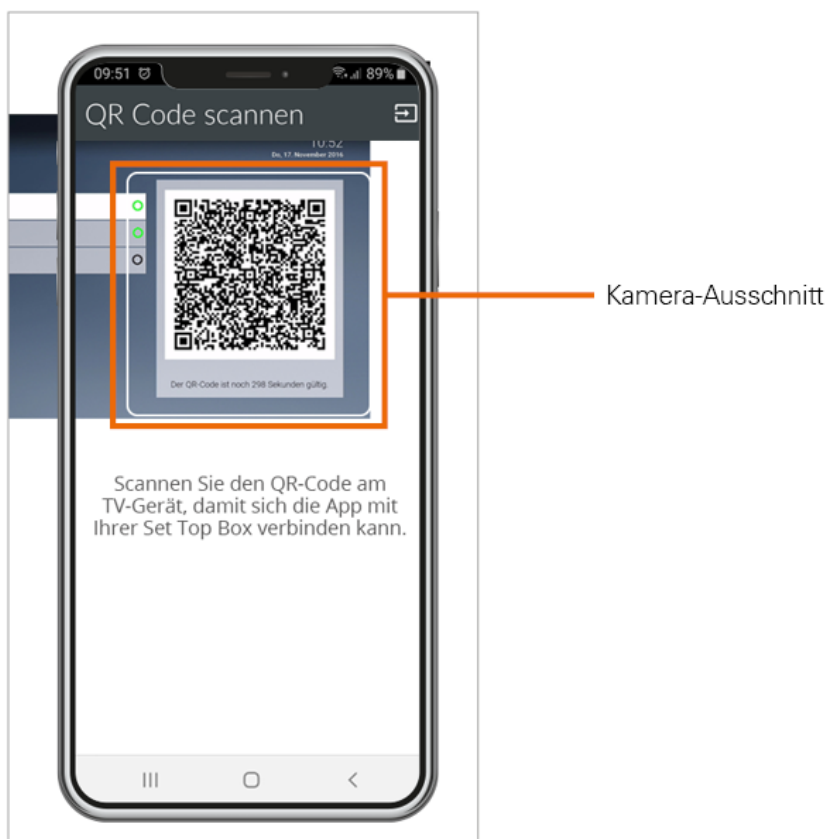 09:51 89%
QR Code scannen
10:52
Do, 17. November 2016
Der QR-Code ist noch 298 Sekunden gültig.
Kamera-Ausschnitt
Scannen Sie den QR-Code am
TV-Gerät, damit sich die App mit
Ihrer Set Top Box verbinden kann.